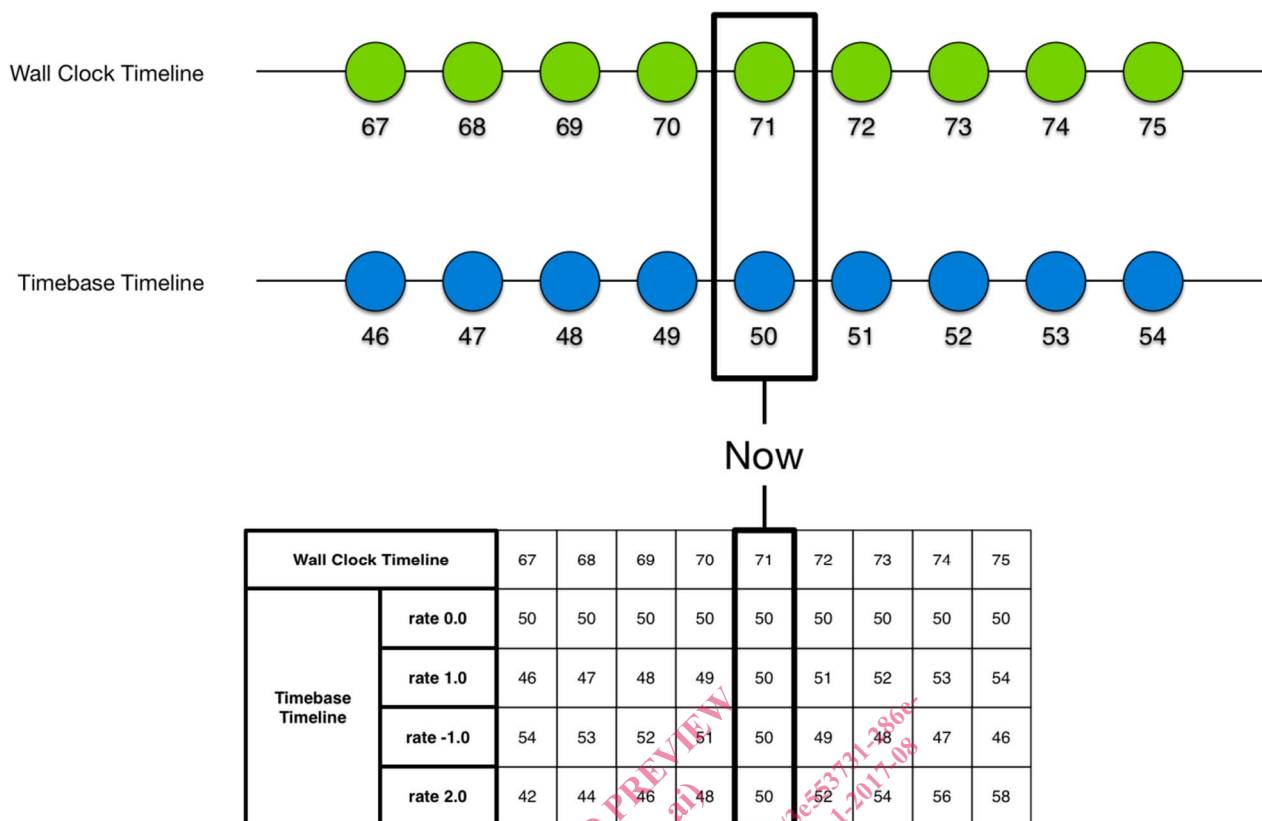 Wall Clock Timeline
67 68 69 70 71 72 73 74 75
Timebase Timeline
46 47 48 49 50 51 52 53 54
Now
Wall Clock Timeline 67 68 69 70 71 72 73 74 75
Timebase Timeline
rate 0.0 50 50 50 50 50 50 50 50 50
rate 1.0 46 47 48 49 50 51 52 53 54
rate -1.0 54 53 52 51 50 49 48 47 46
rate 2.0 42 44 46 48 50 52 54 56 58
PREVIEW
ai)